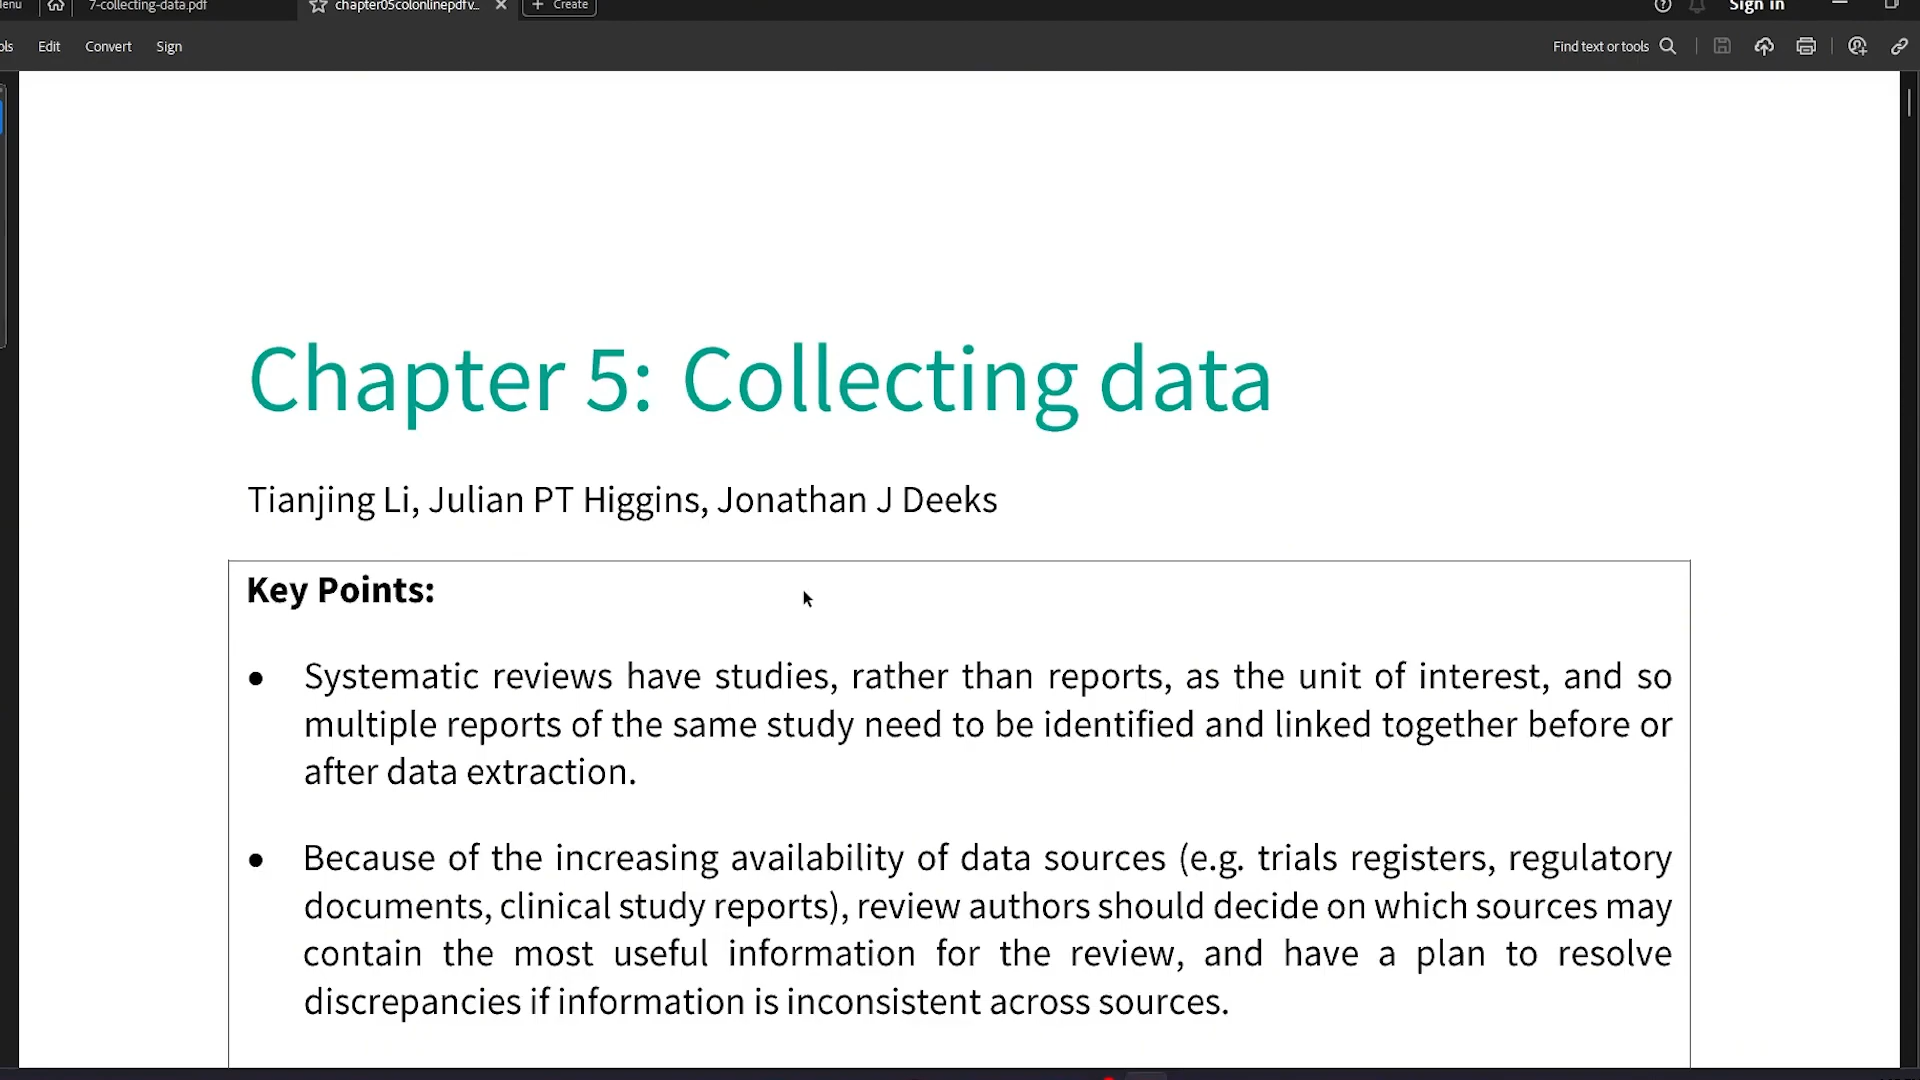 7-collecting-data.pdf
chapter05colonlinepdfv...
Create
Sign in
Edit
Convert
Sign
Find text or tools
Chapter 5: Collecting data
Tianjing Li, Julian PT Higgins, Jonathan J Deeks
Key Points:
• Systematic reviews have studies, rather than reports, as the unit of interest, and so
multiple reports of the same study need to be identified and linked together before or
after data extraction.
• Because of the increasing availability of data sources (e.g. trials registers, regulatory
documents, clinical study reports), review authors should decide on which sources may
contain the most useful information for the review, and have a plan to resolve
discrepancies if information is inconsistent across sources.